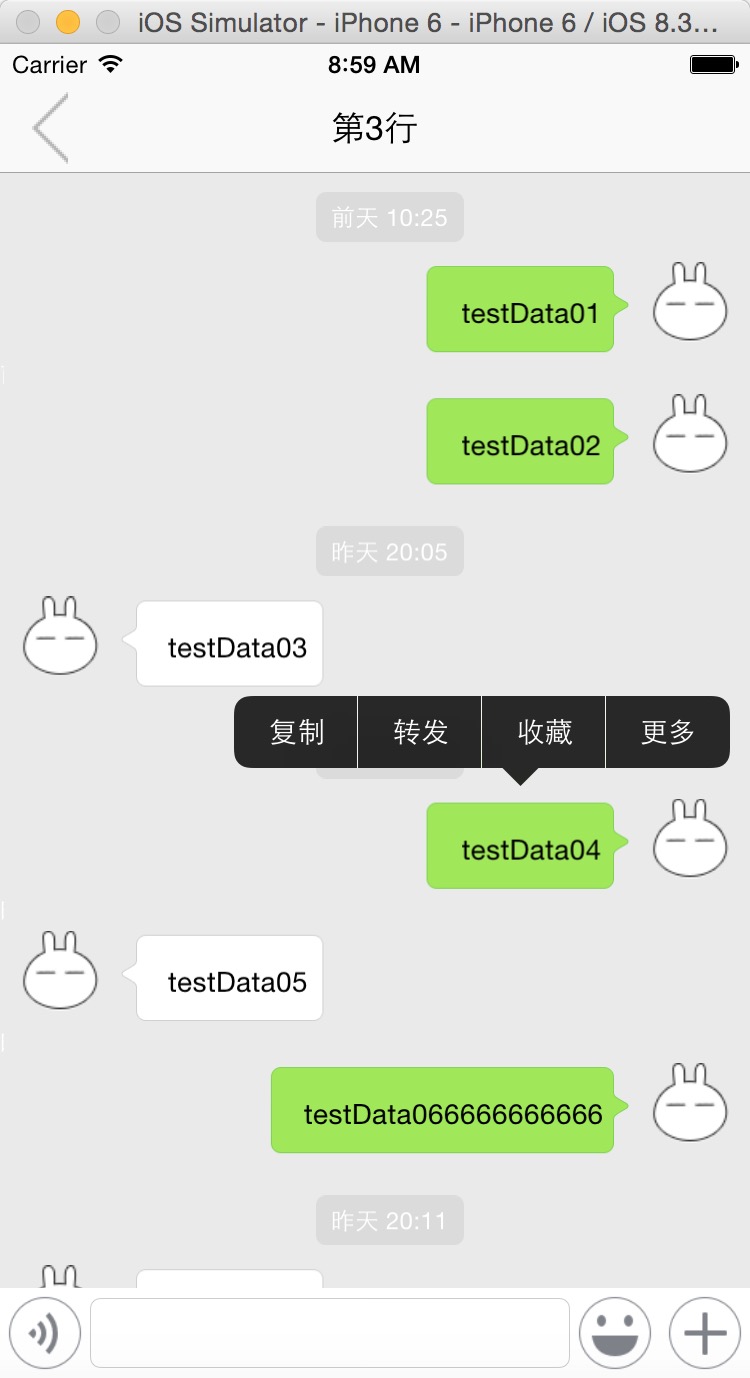 iOS Simulator - iPhone 6 - iPhone 6 / iOS 8.3...
Carrier 8:59 AM
第3行
前天 10:25
testData01
testData02
昨天 20:05
testData03
复制 转发 收藏 更多
testData04
testData05
testData066666666666
昨天 20:11